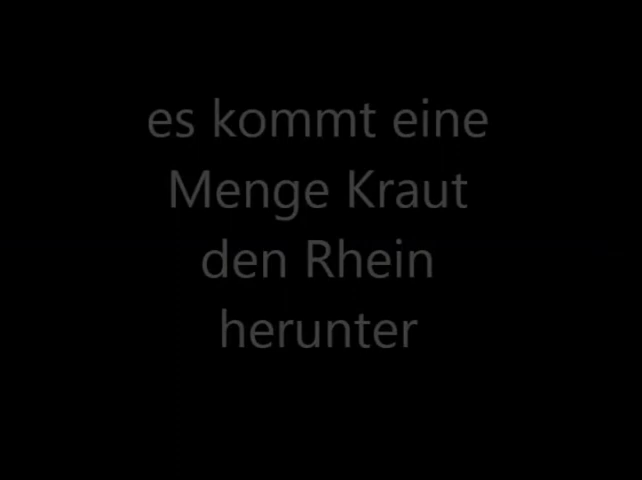 es kommt eine
Menge Kraut
den Rhein
herunter